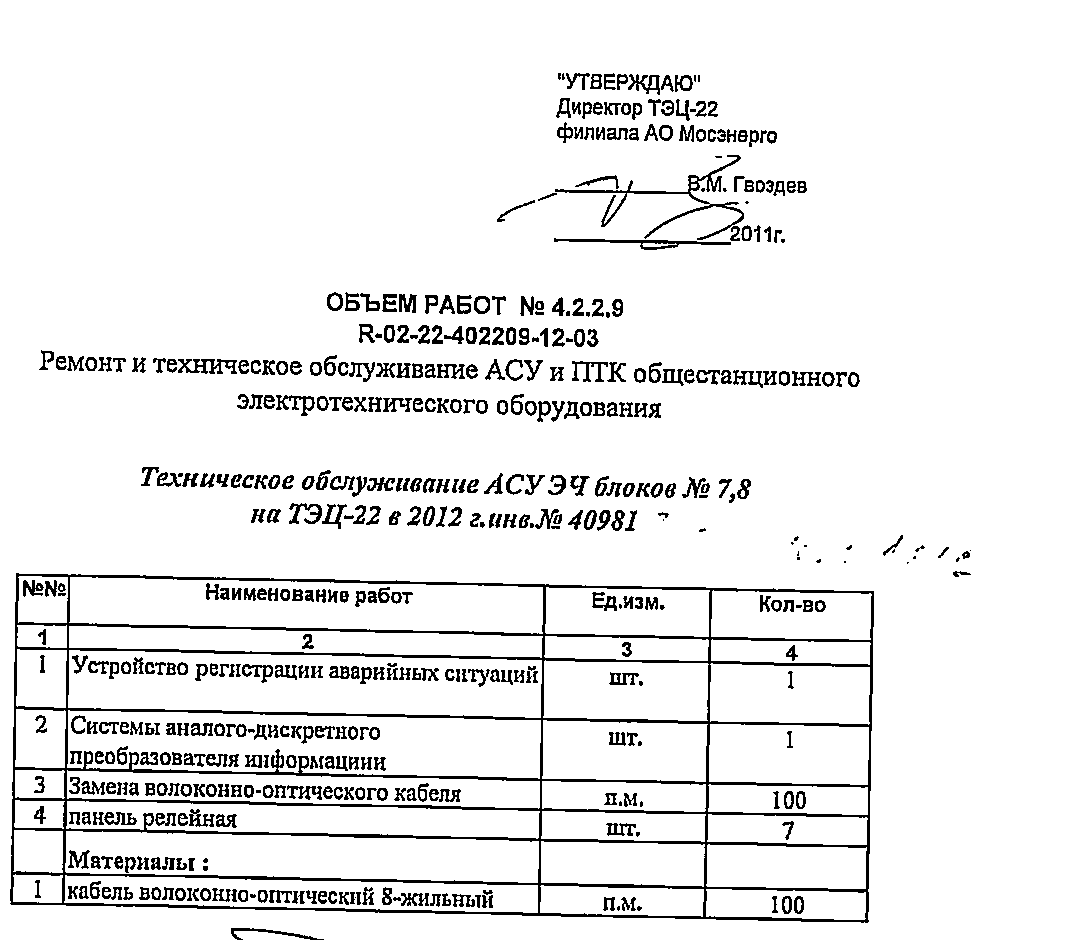 "УТВЕРЖДАЮ"
Директор ТЭЦ-22
филиала АО Мосэнерго
В.М. Гвоздев
2011г.
ОБЪЕМ РАБОТ № 4.2.2.9
R-02-22-402209-12-03
Ремонт и техническое обслуживание АСУ и ПТК общестанционного
электротехнического оборудования
Техническое обслуживание АСУ ЭЧ блоков № 7,8
на ТЭЦ-22 в 2012 г.инв.№ 40981
№№ Наименование работ Ед.изм. Кол-во
1 2 3 4
1 Устройство регистрации аварийных ситуаций шт. 1
2 Системы аналого-дискретного шт. 1
преобразователя информациии
3 Замена волоконно-оптического кабеля п.м. 100
4 панель релейная шт. 7
Материалы :
1 кабель волоконно-оптический 8-жильный п.м. 100